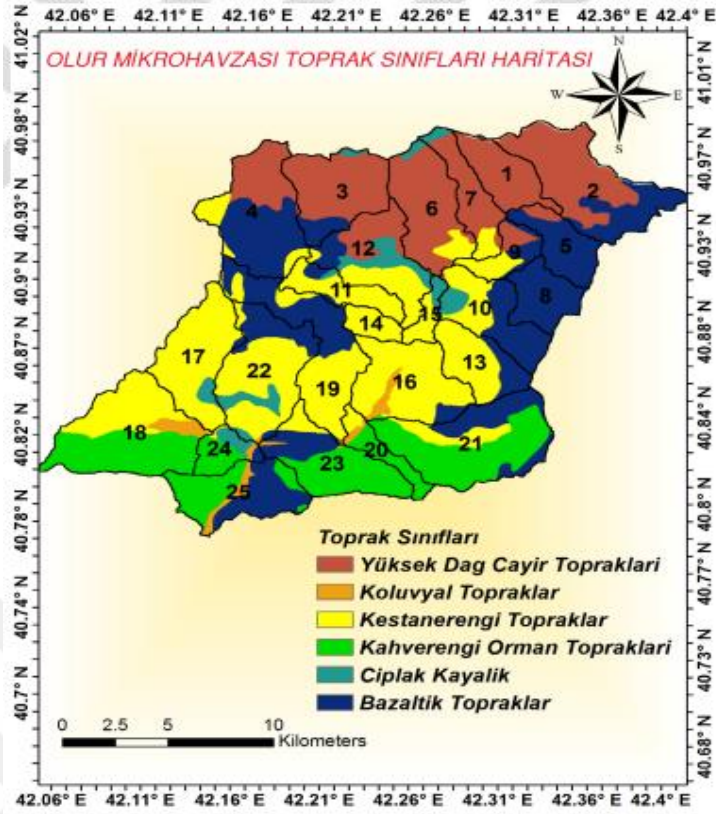 42.06° E 42.11° E 42.16° E 42.21° E 42.26° E 42.31° E 42.36° E 42.4° E
OLUR MİKROHAVZASI TOPRAK SINIFLARI HARİTASI
N
W E
S
41.02° N
40.98° N
40.93° N
40.9° N
40.87° N
40.82° N
40.78° N
40.74° N
40.7° N
41.01° N
40.97° N
40.93° N
40.88° N
40.84° N
40.8° N
40.77° N
40.73° N
40.68° N
1
2
3
4
5
6
7
8
9
10
11
12
13
14
15
16
17
18
19
20
21
22
23
24
25
Toprak Sınıfları
Yüksek Dag Cayir Topraklari
Koluvyal Topraklar
Kestanerengi Topraklar
Kahverengi Orman Topraklari
Ciplak Kayalik
Bazaltik Topraklar
0 2.5 5 10
Kilometers
42.06° E 42.11° E 42.16° E 42.21° E 42.26° E 42.31° E 42.36° E 42.4° E